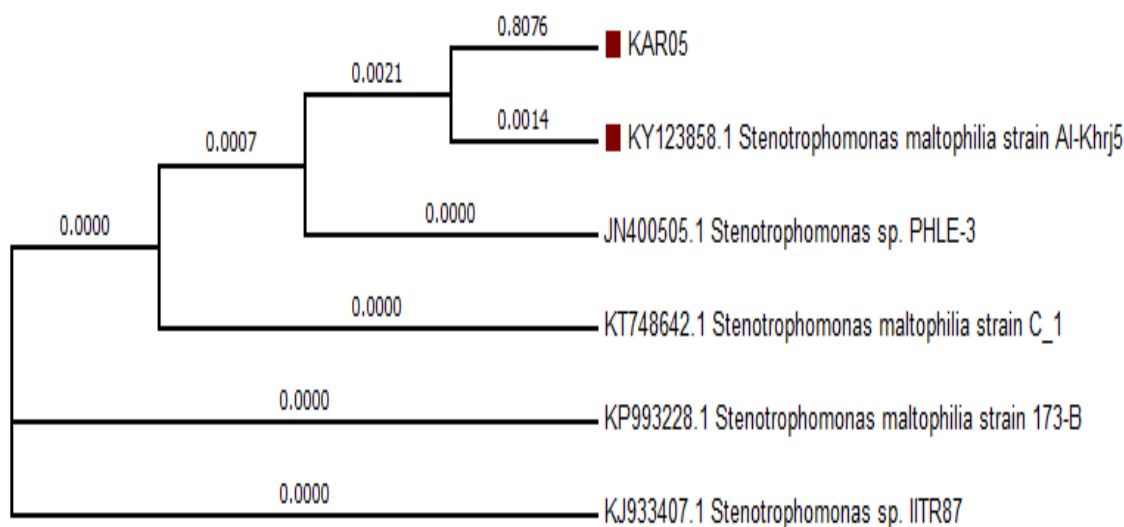 0.8076
KAR05
0.0021
0.0014
KY123858.1 Stenotrophomonas maltophilia strain Al-Khrj5
0.0007
0.0000
JN400505.1 Stenotrophomonas sp. PHLE-3
0.0000
0.0000
KT748642.1 Stenotrophomonas maltophilia strain C_1
0.0000
KP993228.1 Stenotrophomonas maltophilia strain 173-B
0.0000
KJ933407.1 Stenotrophomonas sp. IITR87